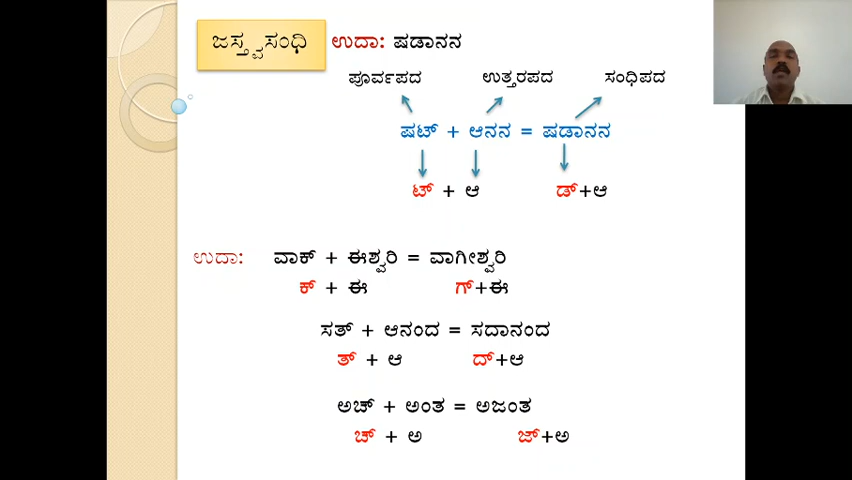 ಜಸ್ತ್ವಸಂಧಿ ಉದಾ: ಷಡಾನನ
ಪೂರ್ವಪದ ಉತ್ತರಪದ ಸಂಧಿಪದ
ಷಟ್ + ಆನನ = ಷಡಾನನ
ಟ್ + ಆ ಡ್+ಆ
ಉದಾ: ವಾಕ್ + ಈಶ್ವರಿ = ವಾಗೀಶ್ವರಿ
ಕ್ + ಈ ಗ್+ಈ
ಸತ್ + ಆನಂದ = ಸದಾನಂದ
ತ್ + ಆ ದ್+ಆ
ಅಚ್ + ಅಂತ = ಅಜಂತ
ಚ್ + ಅ ಜ್+ಅ